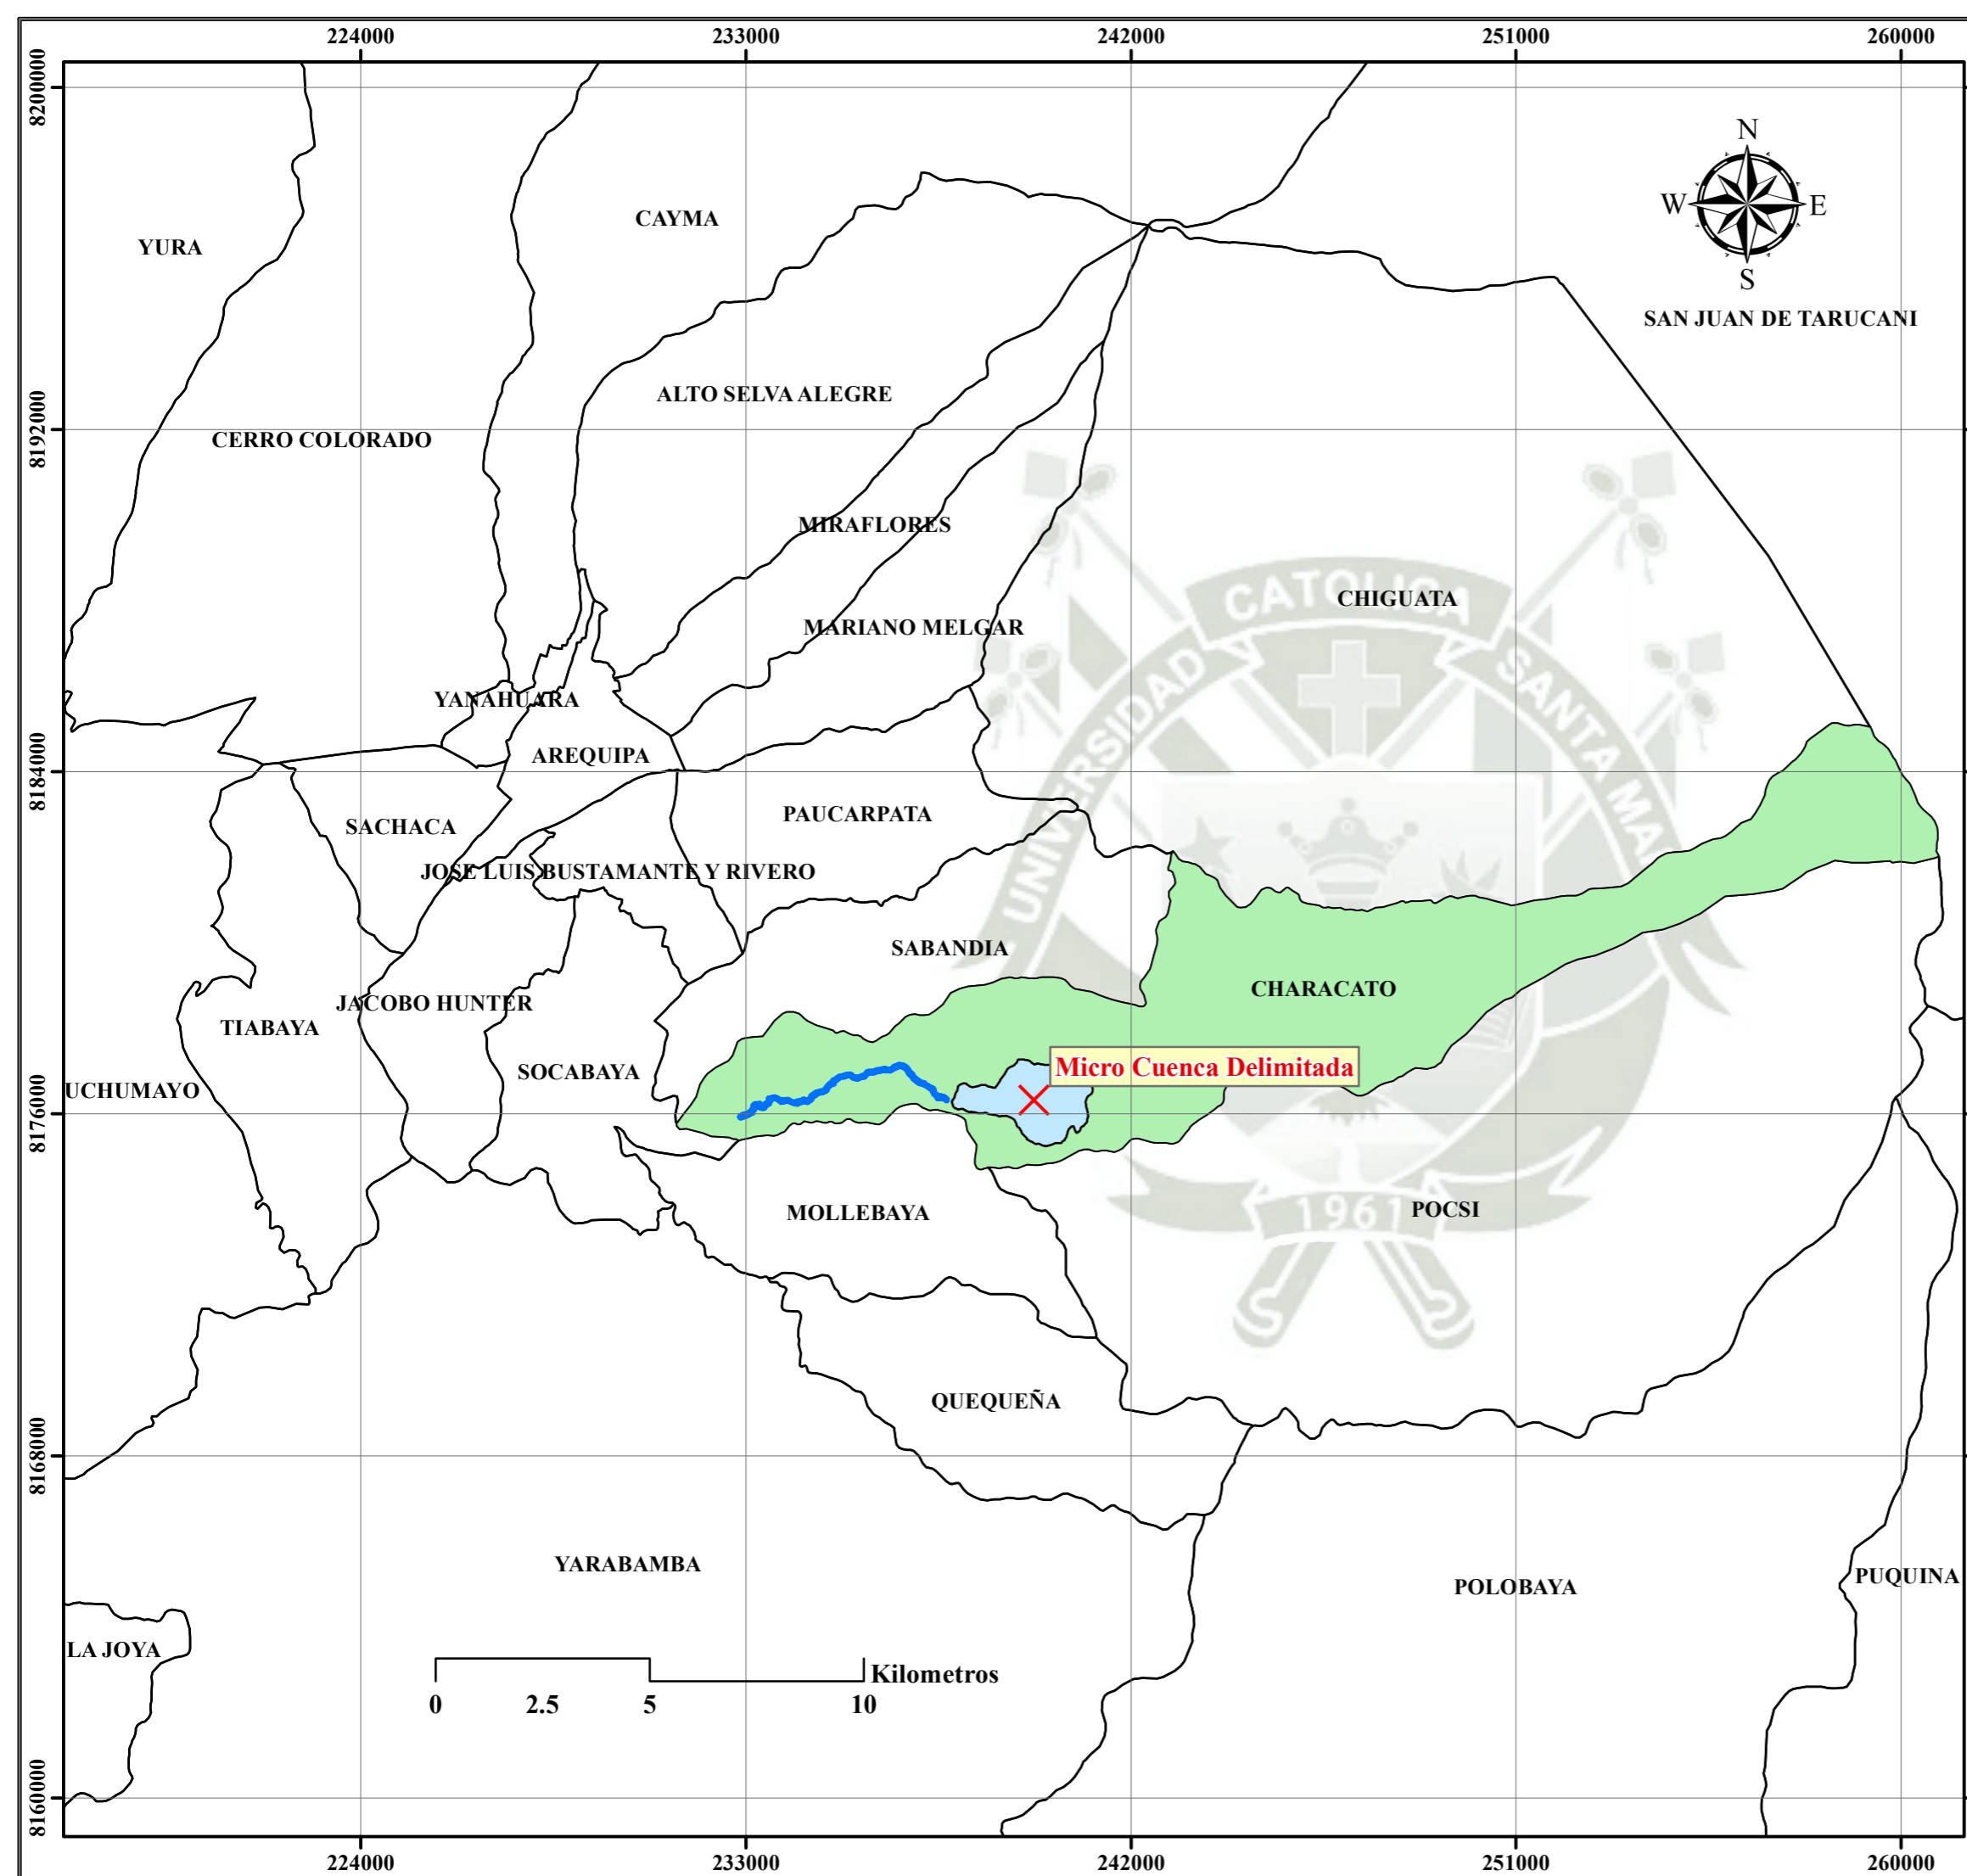 224000
233000
242000
251000
260000
8200000
N
W
E
S
CAYMA
YURA
SAN JUAN DE TARUCANI
ALTO SELVA ALEGRE
8192000
CERRO COLORADO
MIRAFLORES
CATOLICA
CHIGUATA
MARIANO MELGAR
UNIVERSIDAD
YANAHUARA
AREQUIPA
8184000
PAUCARPATA
SACHACA
JOSE LUIS BUSTAMANTE Y RIVERO
SABANDIA
CHARACATO
JACOBO HUNTER
TIABAYA
Micro Cuenca Delimitada
SOCABAYA
UCHUMAYO
8176000
MOLLEBAYA
POCSI
1961
QUEQUEÑA
8168000
YARABAMBA
PUQUINA
POLOBAYA
LA JOYA
Kilometros
0
2.5
5
10
8160000
224000
233000
242000
251000
260000